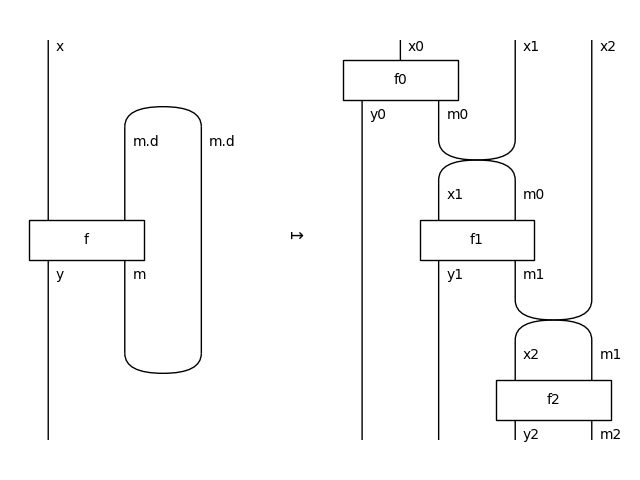 x x0 x1 x2
f0
y0 m0
m.d m.d
x1 m0
f ↦ f1
y m y1 m1
x2 m1
f2
y2 m2